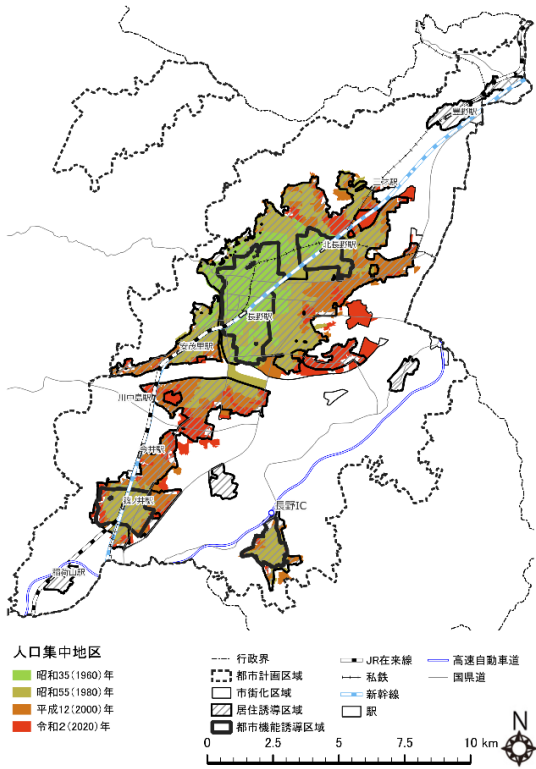 豊野駅
三才駅
北長野駅
長野駅
安茂里駅
川中島駅
今井駅
篠ノ井駅
長野IC
稲荷山駅
人口集中地区
昭和35(1960)年
昭和55(1980)年
平成12(2000)年
令和2(2020)年
行政界
都市計画区域
市街化区域
居住誘導区域
都市機能誘導区域
JR在来線
私鉄
新幹線
駅
高速自動車道
国県道
N
0 2.5 5 7.5 10 km